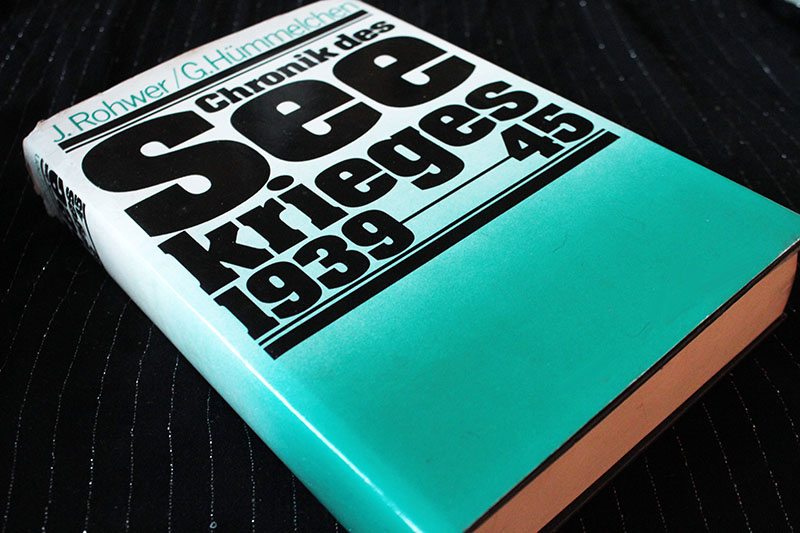 J. Rohwer/G. Hümmelchen
Chronik des
See
krieges
1939—45